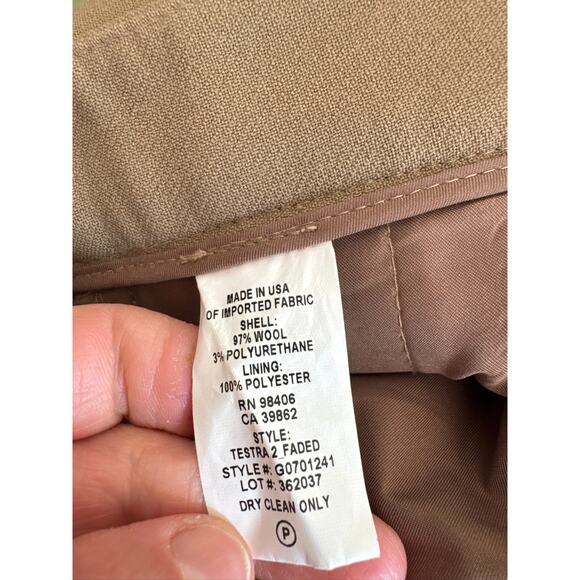 MADE IN USA
OF IMPORTED FABRIC
SHELL:
97% WOOL
3% POLYURETHANE
LINING:
100% POLYESTER
RN 98406
CA 39862
STYLE:
TESTRA 2_FADED
STYLE#: G0701241
LOT#: 362037
DRY CLEAN ONLY
P